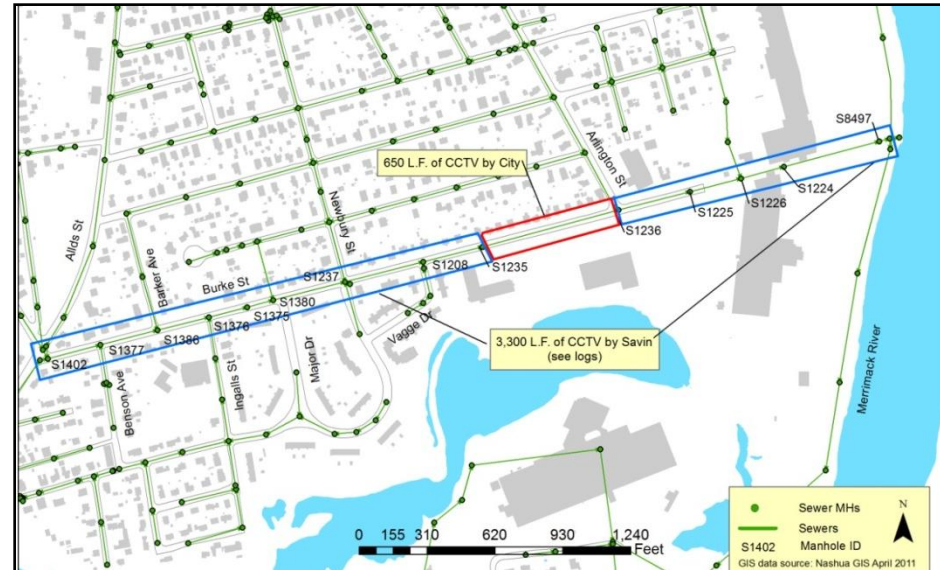 S8497
650 L.F. of CCTV by City
Arlington St
S1224
S1226
S1225
S1236
Allds St
Newbury St
Barker Ave
S1235
S1208
S1237
Burke St
S1380
S1375
S1376
S1386
S1377
S1402
Vagge Dr
3,300 L.F. of CCTV by Savin
(see logs)
Major Dr
Ingalls St
Benson Ave
Merrimack River
0 155 310 620 930 1,240
Feet
Sewer MHs
Sewers
S1402 Manhole ID
N
GIS data source: Nashua GIS April 2011